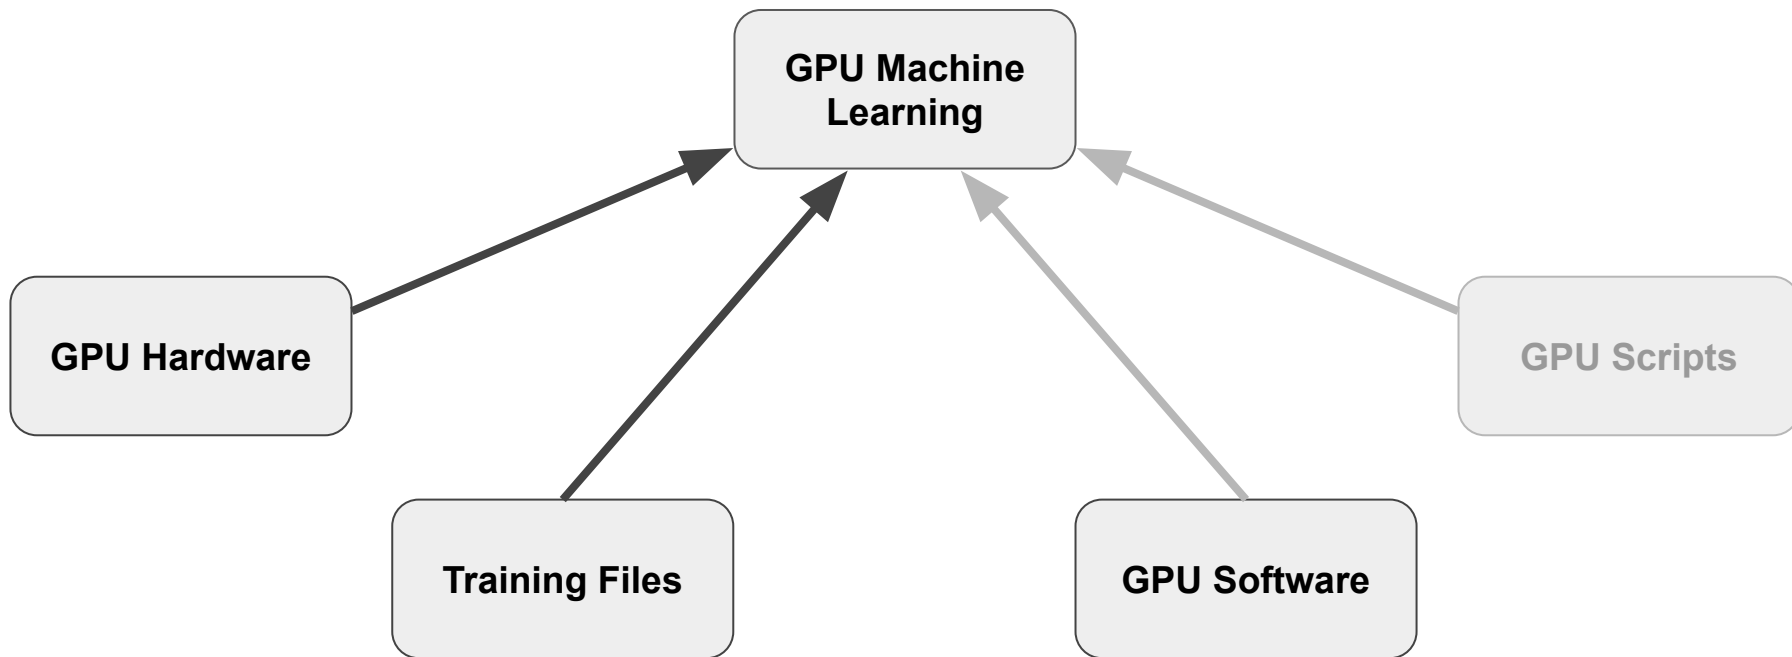 GPU Machine
Learning
GPU Hardware
GPU Scripts
Training Files
GPU Software